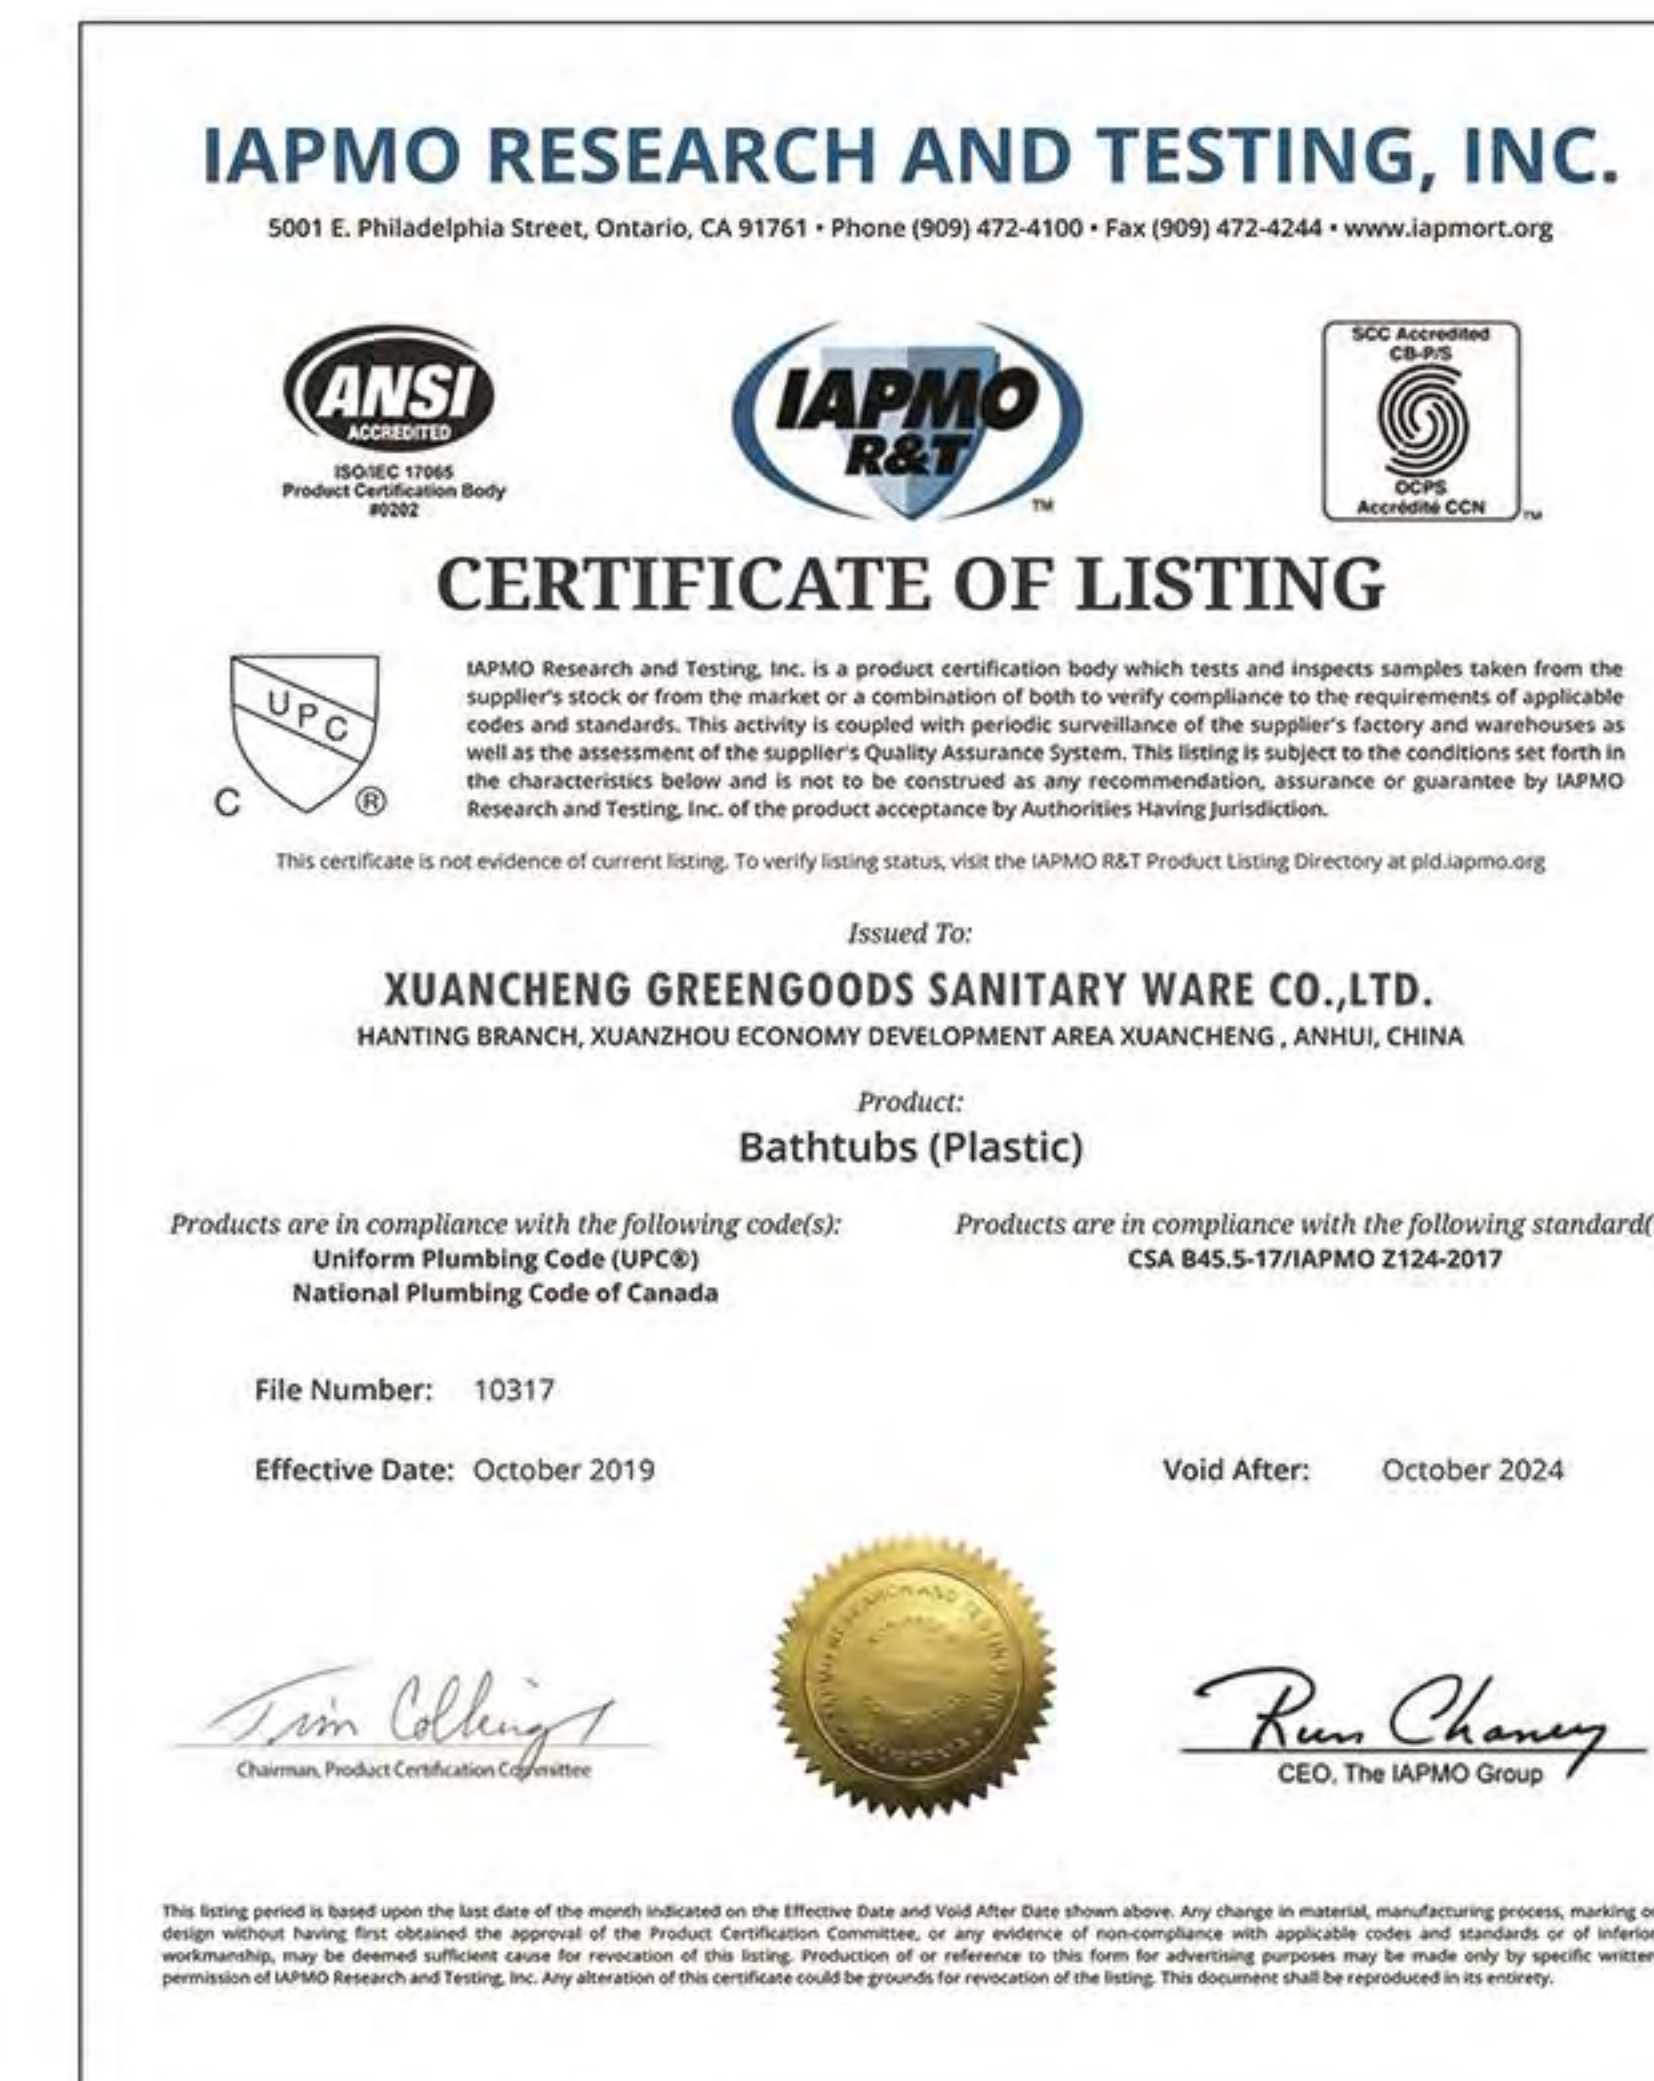 IAPMO RESEARCH AND TESTING, INC.
5001 E. Philadelphia Street, Ontario, CA 91761 • Phone (909) 472-4100 • Fax (909) 472-4244 • www.iapmort.org
ANSI
ACCREDITED
ISO/IEC 17065
Product Certification Body
#0202
IAPMO
R&T
TM
SCC Accredited
CB-P/S
OCPS
Accrédité CCN
TM
CERTIFICATE OF LISTING
UPC
C
®
IAPMO Research and Testing, Inc. is a product certification body which tests and inspects samples taken from the
supplier's stock or from the market or a combination of both to verify compliance to the requirements of applicable
codes and standards. This activity is coupled with periodic surveillance of the supplier's factory and warehouses as
well as the assessment of the supplier's Quality Assurance System. This listing is subject to the conditions set forth in
the characteristics below and is not to be construed as any recommendation, assurance or guarantee by IAPMO
Research and Testing, Inc. of the product acceptance by Authorities Having Jurisdiction.
This certificate is not evidence of current listing. To verify listing status, visit the IAPMO R&T Product Listing Directory at pld.iapmo.org
Issued To:
XUANCHENG GREENGOODS SANITARY WARE CO.,LTD.
HANTING BRANCH, XUANZHOU ECONOMY DEVELOPMENT AREA XUANCHENG , ANHUI, CHINA
Product:
Bathtubs (Plastic)
Products are in compliance with the following code(s):
Uniform Plumbing Code (UPC®)
National Plumbing Code of Canada
Products are in compliance with the following standard(
CSA B45.5-17/IAPMO Z124-2017
File Number: 10317
Effective Date: October 2019
Void After: October 2024
Tim Collings
Chairman, Product Certification Committee
RESEARCH AND TESTING
Russ Chaney
CEO, The IAPMO Group
This listing period is based upon the last date of the month indicated on the Effective Date and Void After Date shown above. Any change in material, manufacturing process, marking or
design without having first obtained the approval of the Product Certification Committee, or any evidence of non-compliance with applicable codes and standards or of inferior
workmanship, may be deemed sufficient cause for revocation of this listing. Production of or reference to this form for advertising purposes may be made only by specific written
permission of IAPMO Research and Testing, Inc. Any alteration of this certificate could be grounds for revocation of the listing. This document shall be reproduced in its entirety.